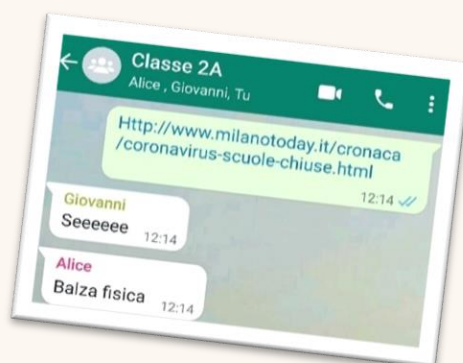 Classe 2A
Alice , Giovanni, Tu
Http://www.milanotoday.it/cronaca
/coronavirus-scuole-chiuse.html
12:14
Giovanni
Seeeeee
12:14
Alice
Balza fisica
12:14